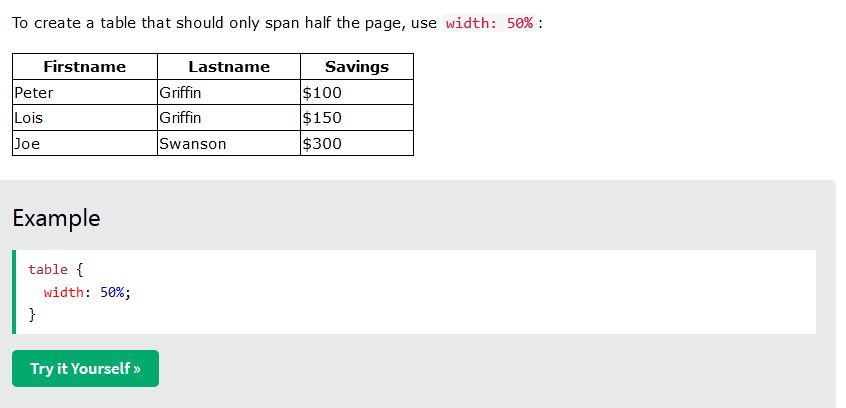 To create a table that should only span half the page, use width: 50% :
Firstname Lastname Savings
Peter Griffin $100
Lois Griffin $150
Joe Swanson $300
Example
table {
  width: 50%;
}
Try it Yourself »